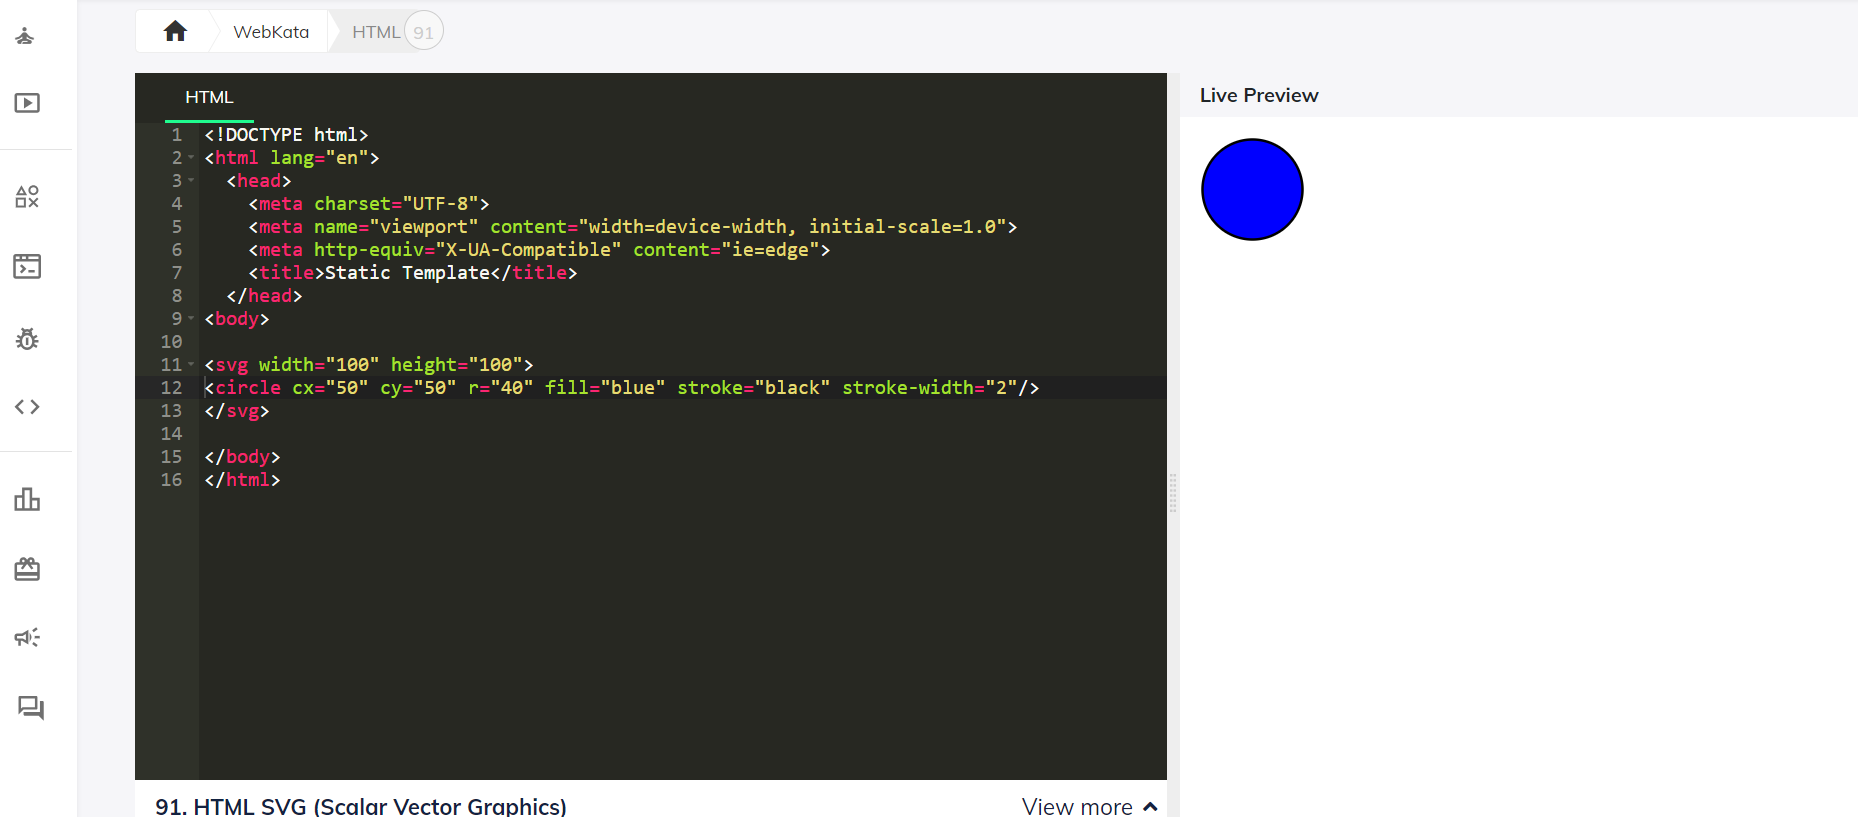 WebKata
HTML 91
HTML
Live Preview
1 <!DOCTYPE html>
2 <html lang="en">
3   <head>
4     <meta charset="UTF-8">
5     <meta name="viewport" content="width=device-width, initial-scale=1.0">
6     <meta http-equiv="X-UA-Compatible" content="ie=edge">
7     <title>Static Template</title>
8   </head>
9 <body>
10
11 <svg width="100" height="100">
12 <circle cx="50" cy="50" r="40" fill="blue" stroke="black" stroke-width="2"/>
13 </svg>
14
15 </body>
16 </html>
91. HTML SVG (Scalar Vector Graphics)
View more